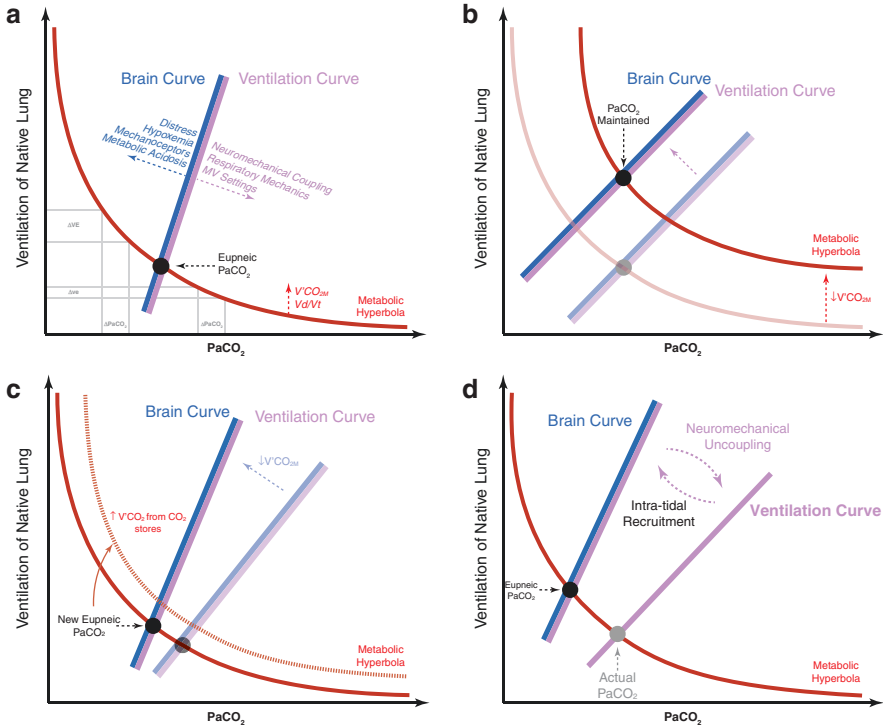 a
Ventilation of Native Lung
Brain Curve
Ventilation Curve
Distress
Hypoxemia
Mechanoceptors
Metabolic Acidosis
Neuromechanical Coupling
Respiratory Mechanics
MV Settings
ΔVE
ΔVE
Eupneic
PaCO₂
V'CO₂M
Vd/Vt
Metabolic
Hyperbola
ΔPaCO₂
ΔPaCO₂
PaCO₂
b
Ventilation of Native Lung
Brain Curve
Ventilation Curve
PaCO₂
Maintained
Metabolic
Hyperbola
↓V'CO₂M
PaCO₂
c
Ventilation of Native Lung
Brain Curve
Ventilation Curve
↓V'CO₂M
↑ V'CO₂ from CO₂
stores
New Eupneic
PaCO₂
Metabolic
Hyperbola
PaCO₂
d
Ventilation of Native Lung
Brain Curve
Neuromechanical
Uncoupling
Intra-tidal
Recruitment
Ventilation Curve
Eupneic
PaCO₂
Actual
PaCO₂
Metabolic
Hyperbola
PaCO₂